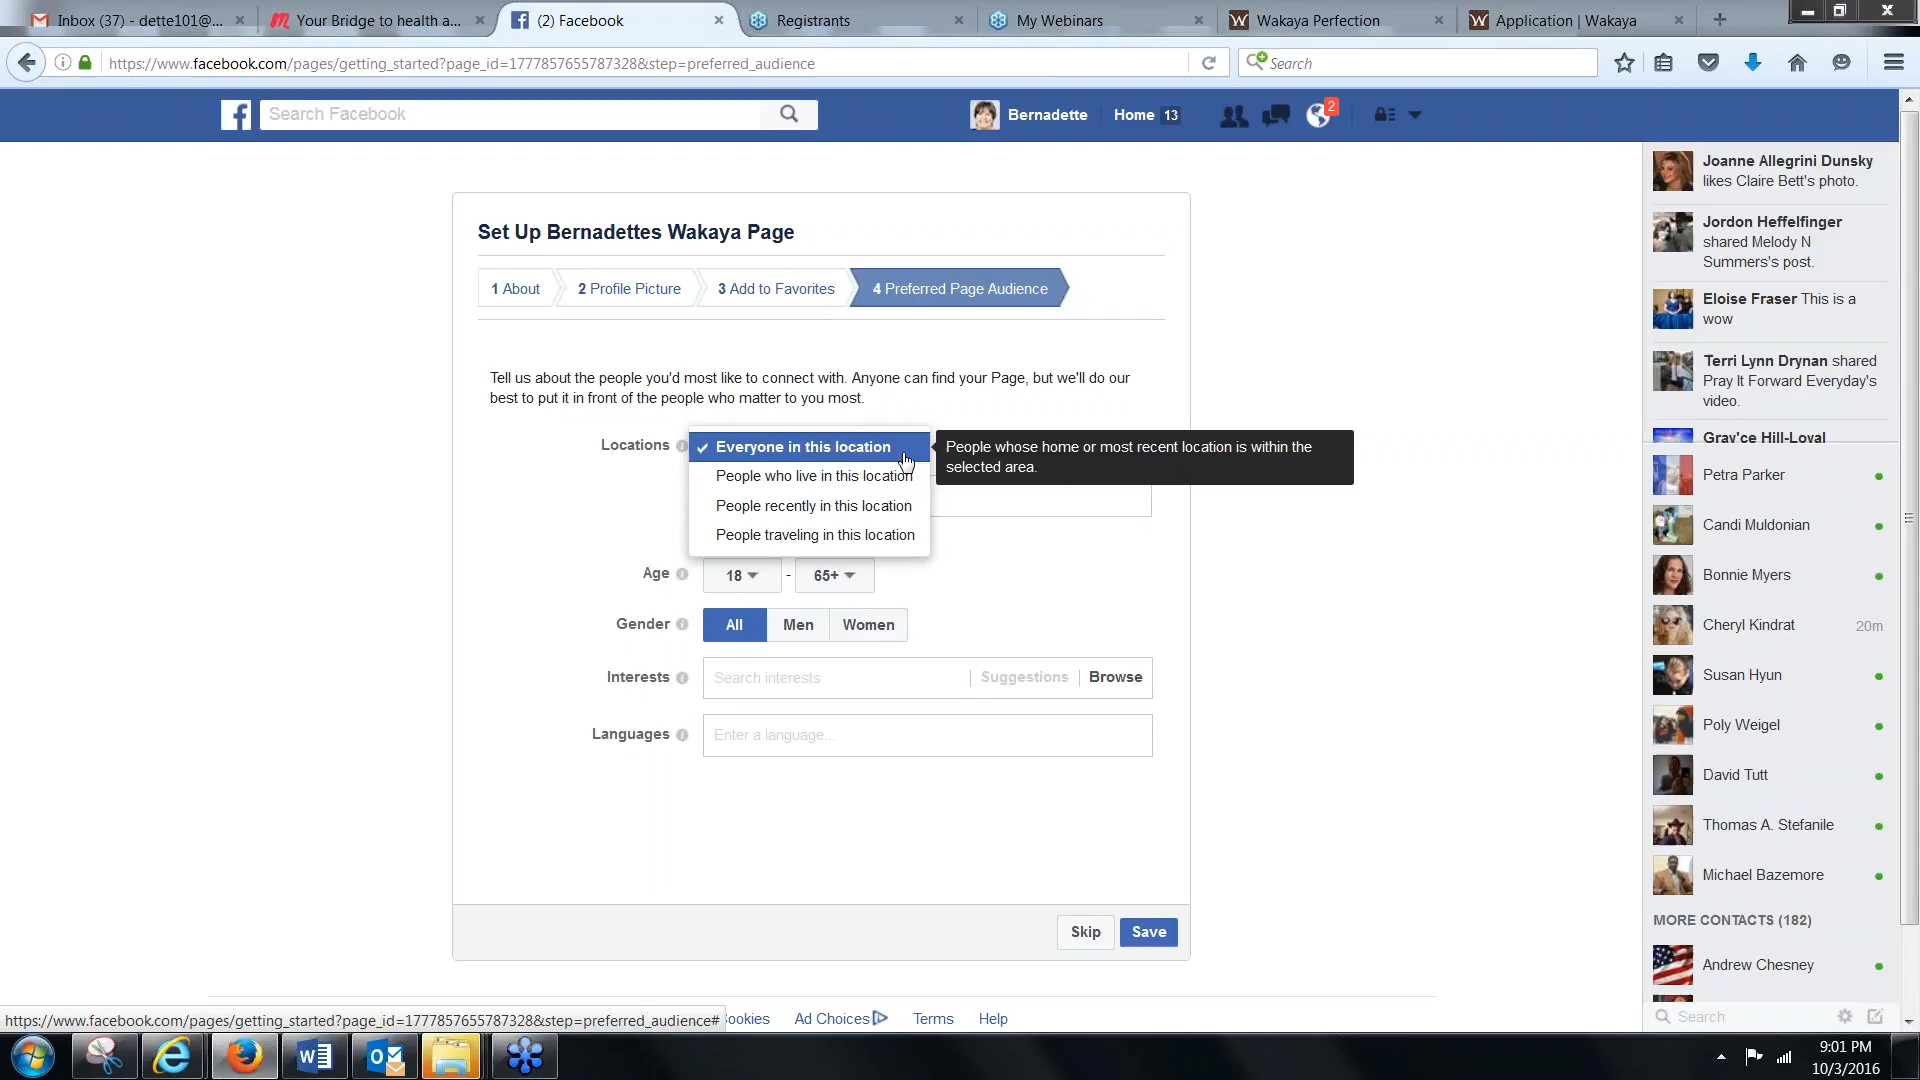 Inbox (37) - dette101@...
Your Bridge to health a...
(2) Facebook
Registrants
My Webinars
Wakaya Perfection
Application | Wakaya
https://www.facebook.com/pages/getting_started?page_id=1777857655787328&step=preferred_audience
Search
Search Facebook
Bernadette
Home 13
2
Set Up Bernadettes Wakaya Page
1 About
2 Profile Picture
3 Add to Favorites
4 Preferred Page Audience
Tell us about the people you'd most like to connect with. Anyone can find your Page, but we'll do our
best to put it in front of the people who matter to you most.
Locations
Everyone in this location
People who live in this location
People recently in this location
People traveling in this location
People whose home or most recent location is within the
selected area.
Age
18 - 65+
Gender
All
Men
Women
Interests
Search interests
Suggestions
Browse
Languages
Enter a language...
Skip
Save
Joanne Allegrini Dunsky
likes Claire Bett's photo.
Jordon Heffelfinger
shared Melody N
Summers's post.
Eloise Fraser This is a
wow
Terri Lynn Drynan shared
Pray It Forward Everyday's
video.
Gray'ce Hill-Loyal
Petra Parker
Candi Muldonian
Bonnie Myers
Cheryl Kindrat 20m
Susan Hyun
Poly Weigel
David Tutt
Thomas A. Stefanile
Michael Bazemore
MORE CONTACTS (182)
Andrew Chesney
Search
https://www.facebook.com/pages/getting_started?page_id=1777857655787328&step=preferred_audience#
ookies
Ad Choices
Terms
Help
9:01 PM
10/3/2016